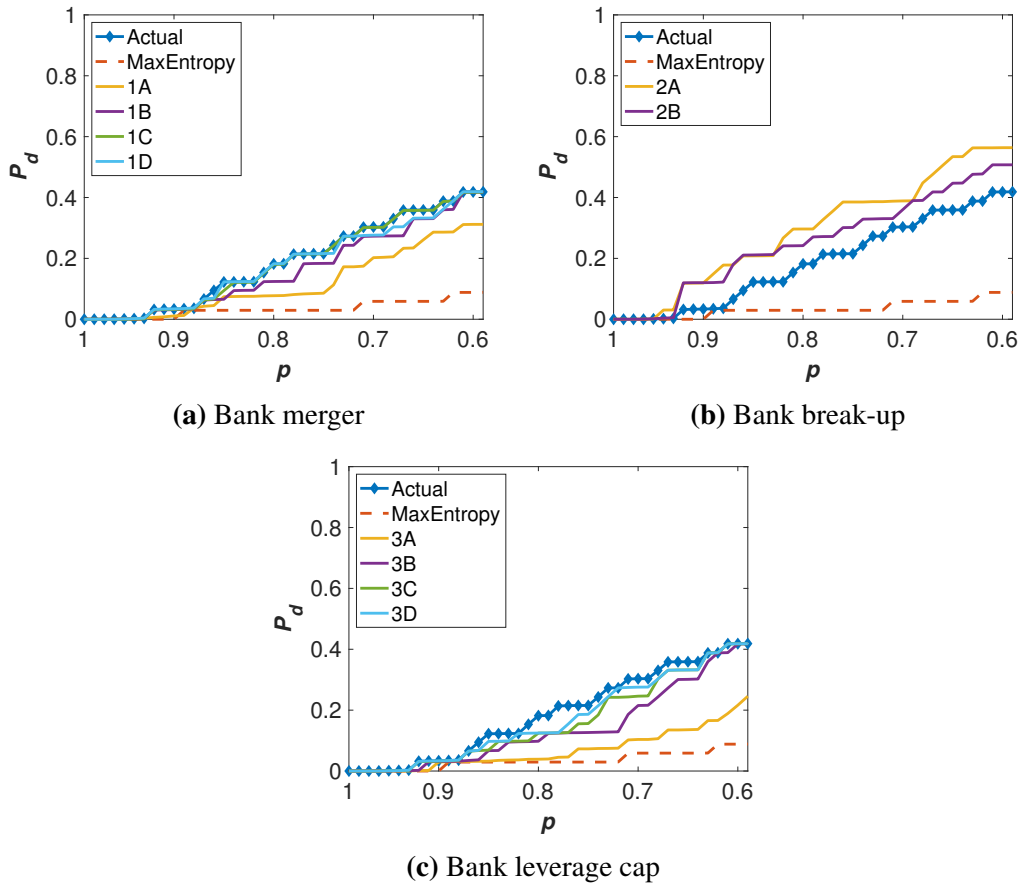 1
0.8
0.6
0.4
0.2
0
P_d
Actual
MaxEntropy
1A
1B
1C
1D
1 0.9 0.8 0.7 0.6
p
(a) Bank merger
1
0.8
0.6
0.4
0.2
0
P_d
Actual
MaxEntropy
2A
2B
1 0.9 0.8 0.7 0.6
p
(b) Bank break-up
1
0.8
0.6
0.4
0.2
0
P_d
Actual
MaxEntropy
3A
3B
3C
3D
1 0.9 0.8 0.7 0.6
p
(c) Bank leverage cap